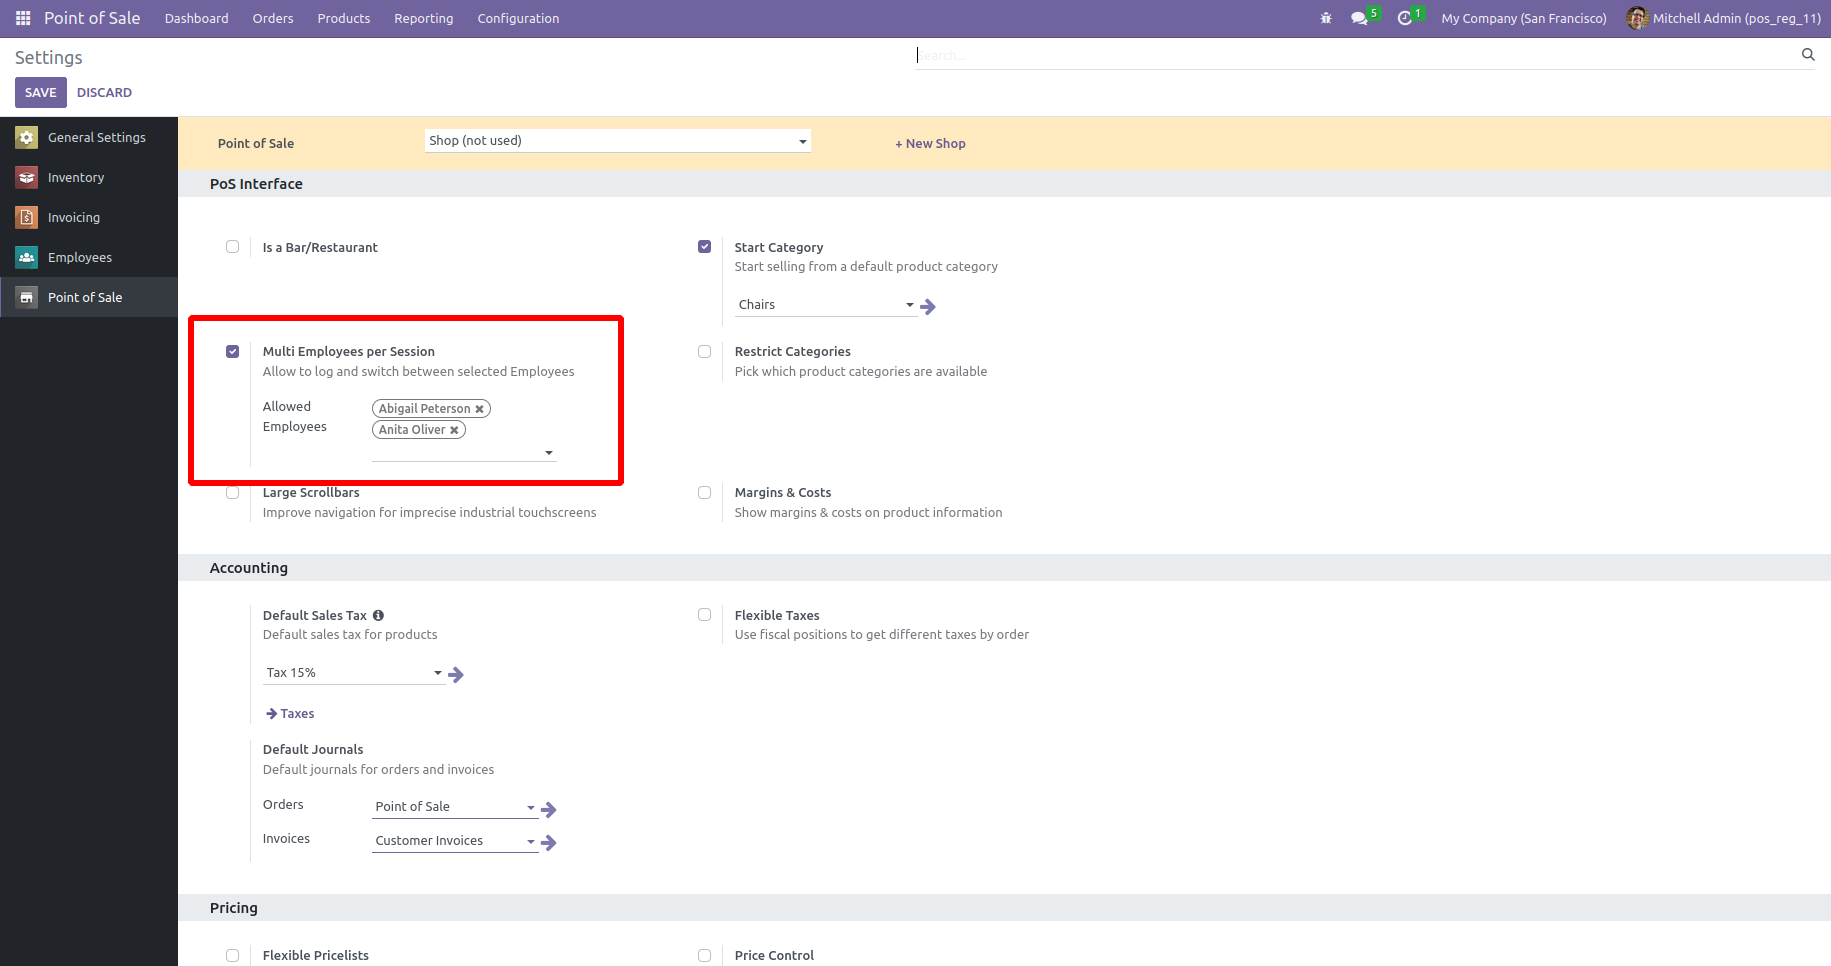 Point of Sale Dashboard Orders Products Reporting Configuration 5 1 My Company (San Francisco) Mitchell Admin (pos_reg_11)
Settings
Search...
SAVE DISCARD
General Settings
Inventory
Invoicing
Employees
Point of Sale
Point of Sale Shop (not used) + New Shop
PoS Interface
Is a Bar/Restaurant
Start Category
Start selling from a default product category
Chairs
Multi Employees per Session
Allow to log and switch between selected Employees
Allowed Employees
Abigail Peterson
Anita Oliver
Restrict Categories
Pick which product categories are available
Large Scrollbars
Improve navigation for imprecise industrial touchscreens
Margins & Costs
Show margins & costs on product information
Accounting
Default Sales Tax
Default sales tax for products
Tax 15%
Taxes
Flexible Taxes
Use fiscal positions to get different taxes by order
Default Journals
Default journals for orders and invoices
Orders Point of Sale
Invoices Customer Invoices
Pricing
Flexible Pricelists
Price Control